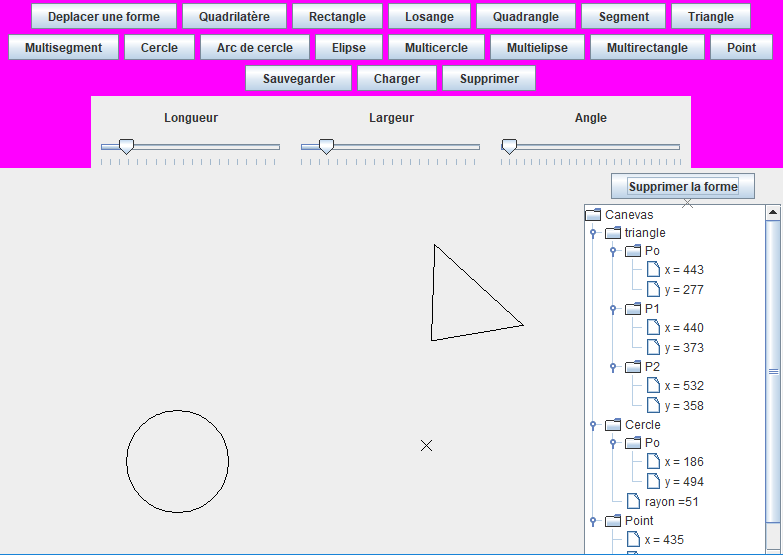 Deplacer une forme Quadrilatère Rectangle Losange Quadrangle Segment Triangle
Multisegment Cercle Arc de cercle Elipse Multicercle Multielipse Multirectangle Point
Sauvegarder Charger Supprimer
Longueur Largeur Angle
Supprimer la forme
Canevas
triangle
Po
x = 443
y = 277
P1
x = 440
y = 373
P2
x = 532
y = 358
Cercle
Po
x = 186
y = 494
rayon =51
Point
x = 435